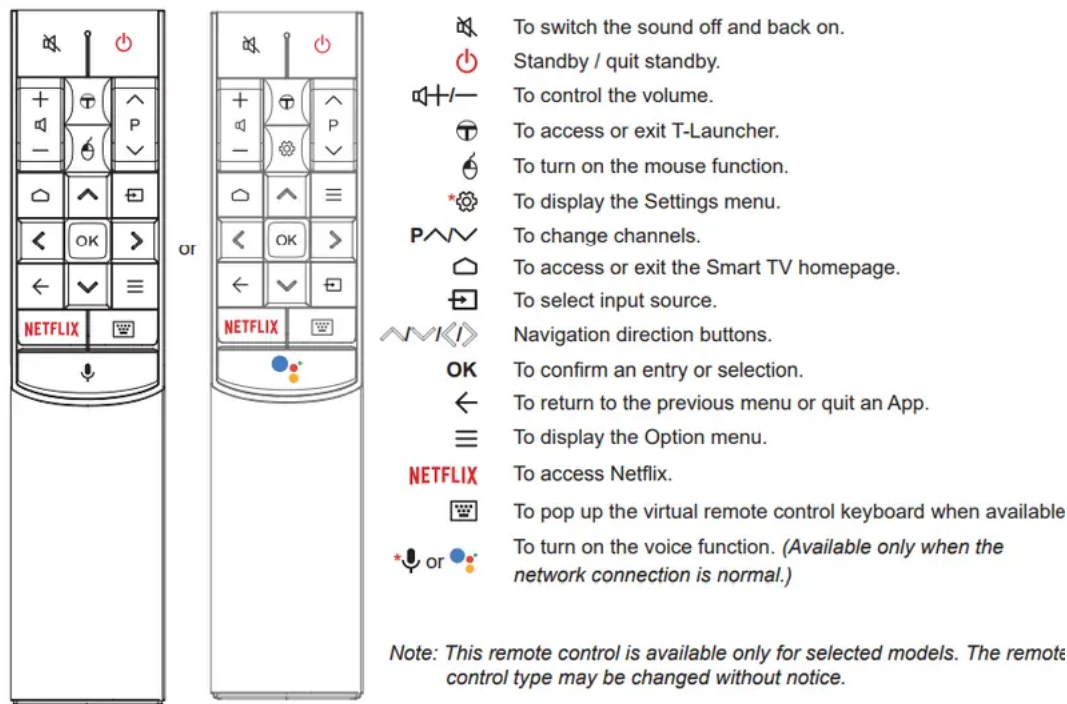 P
P
OK
OK
or
NETFLIX
NETFLIX
To switch the sound off and back on.
Standby / quit standby.
+/— To control the volume.
To access or exit T-Launcher.
To turn on the mouse function.
* To display the Settings menu.
P To change channels.
To access or exit the Smart TV homepage.
To select input source.
/ / / Navigation direction buttons.
OK To confirm an entry or selection.
To return to the previous menu or quit an App.
To display the Option menu.
NETFLIX To access Netflix.
To pop up the virtual remote control keyboard when available
* or To turn on the voice function. (Available only when the
network connection is normal.)
Note: This remote control is available only for selected models. The remote
control type may be changed without notice.